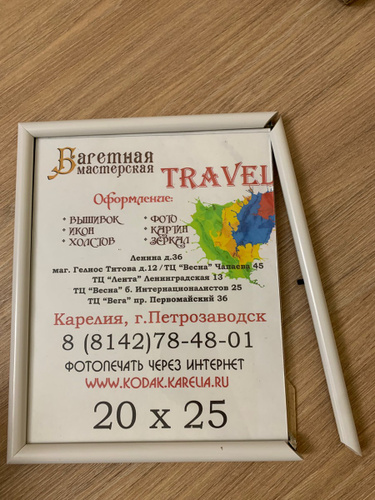 Багетная
мастерская
TRAVEL
Оформление:
• ВЫШИВОК • ФОТО
• ИКОН • КАРТИН
• ХОЛСТОВ • ЗЕРКАЛ
Ленина д.36
маг. Гелиос Титова д.12/ТЦ "Весна" Чапаева 45
ТЦ "Лента" Ленинградская 13
ТЦ "Весна" б. Интернационалистов 25
ТЦ "Вега" пр. Первомайский 36
Карелия, г.Петрозаводск
8 (8142)78-48-01
ФОТОПЕЧАТЬ ЧЕРЕЗ ИНТЕРНЕТ
WWW.KODAK.KARELIA.RU
20 x 25